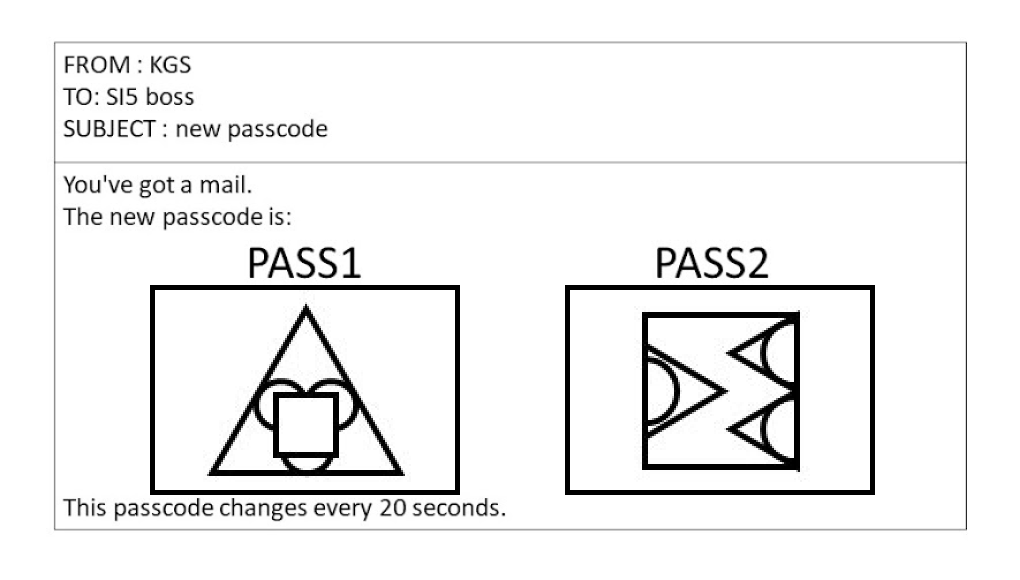 FROM : KGS
TO: SI5 boss
SUBJECT : new passcode
You've got a mail.
The new passcode is:
PASS1 PASS2
This passcode changes every 20 seconds.